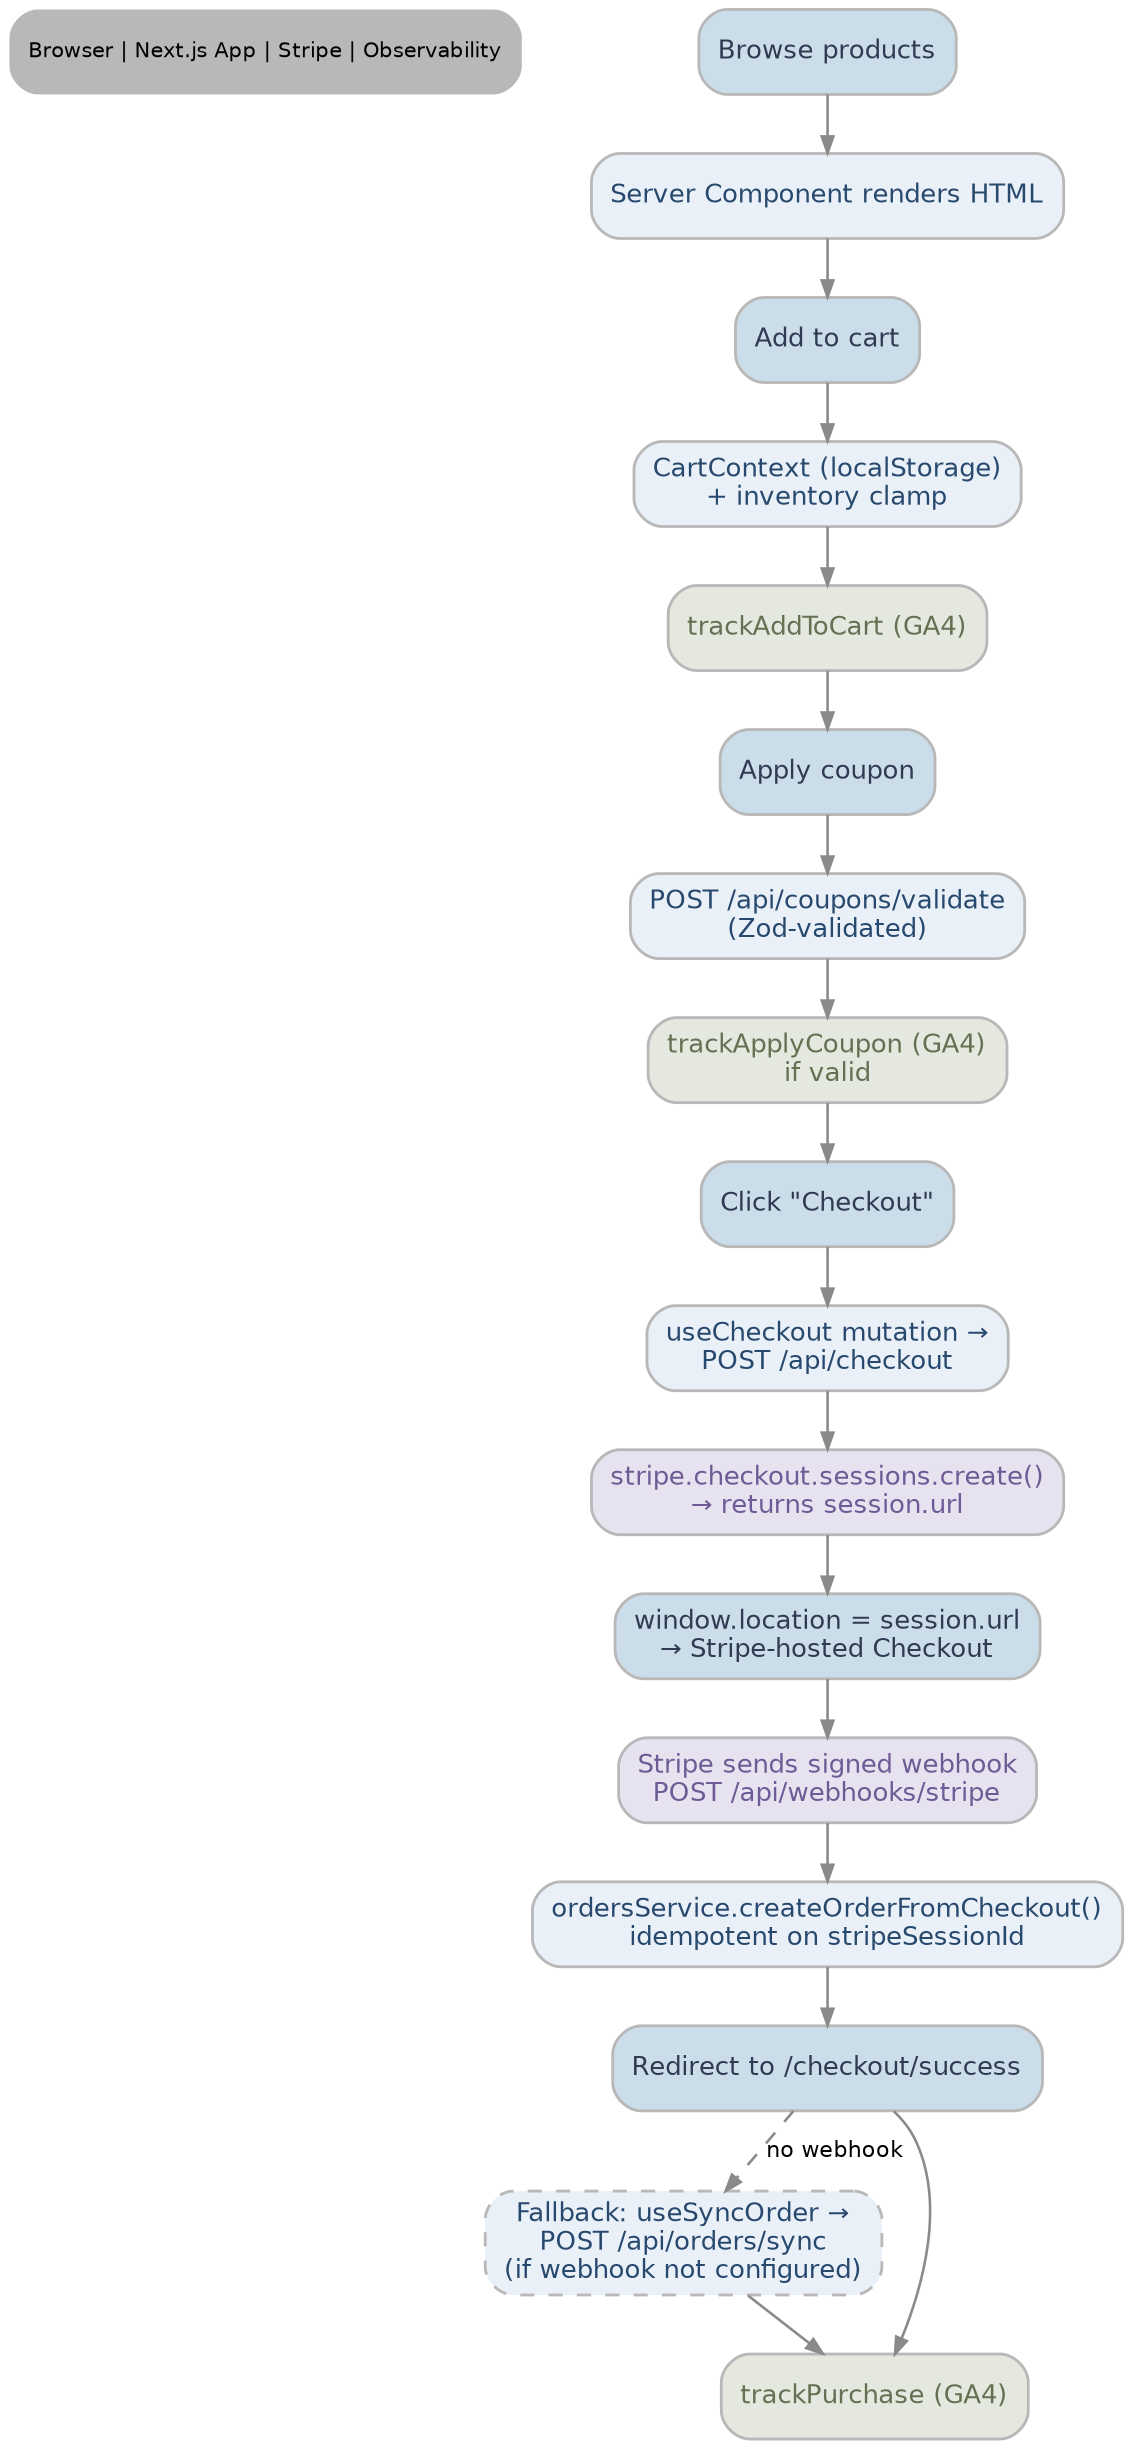 Browser | Next.js App | Stripe | Observability
Browse products
Server Component renders HTML
Add to cart
CartContext (localStorage)
+ inventory clamp
trackAddToCart (GA4)
Apply coupon
POST /api/coupons/validate
(Zod-validated)
trackApplyCoupon (GA4)
if valid
Click "Checkout"
useCheckout mutation →
POST /api/checkout
stripe.checkout.sessions.create()
→ returns session.url
window.location = session.url
→ Stripe-hosted Checkout
Stripe sends signed webhook
POST /api/webhooks/stripe
ordersService.createOrderFromCheckout()
idempotent on stripeSessionId
Redirect to /checkout/success
no webhook
Fallback: useSyncOrder →
POST /api/orders/sync
(if webhook not configured)
trackPurchase (GA4)